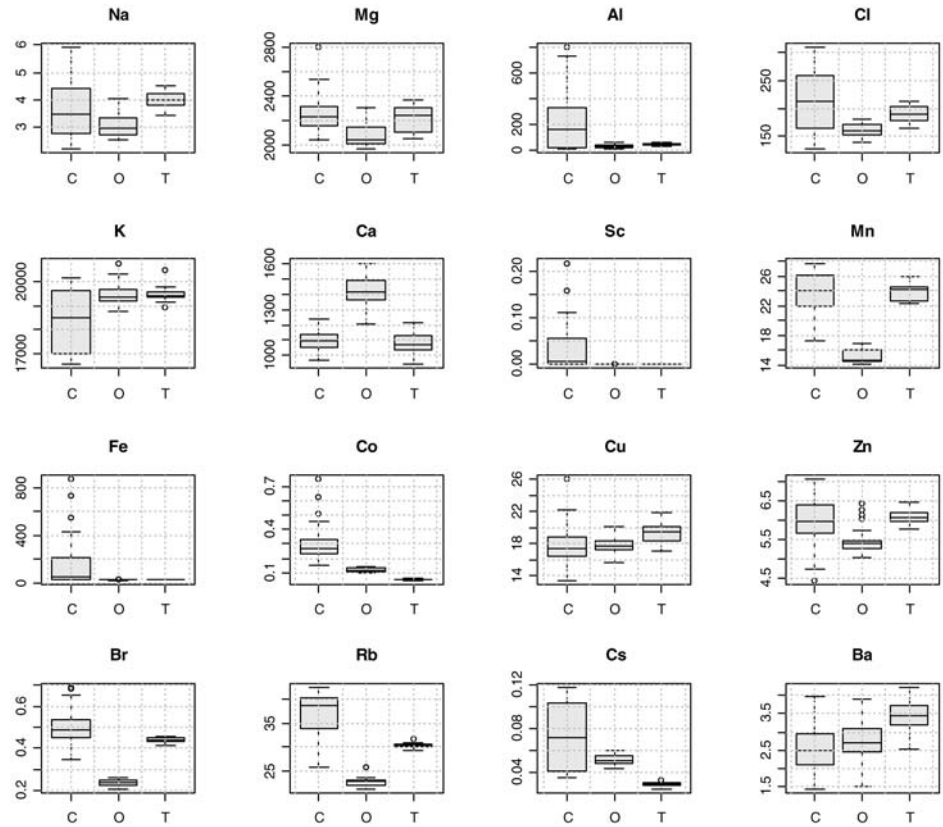 Na Mg Al Cl
6 5 4 3
2800 2400 2000
600 200 0
250 150
C O T C O T C O T C O T
K Ca Sc Mn
20000 17000
1600 1300 1000
0.20 0.10 0.00
26 22 18 14
C O T C O T C O T C O T
Fe Co Cu Zn
800 400 0
0.7 0.4 0.1
26 22 18 14
6.5 5.5 4.5
C O T C O T C O T C O T
Br Rb Cs Ba
0.6 0.4 0.2
35 25
0.12 0.08 0.04
3.5 2.5 1.5
C O T C O T C O T C O T